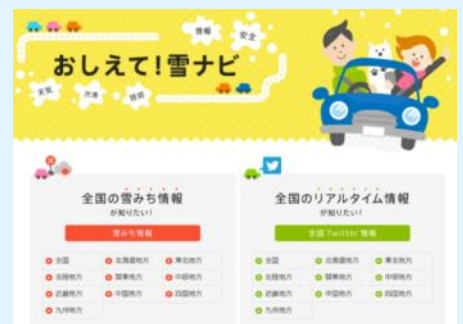 情報
安全
おしえて!雪ナビ
天気
渋滞
技術
全国の雪みち情報
が知りたい!
雪みち情報
全国
北海道地方
東北地方
北陸地方
関東地方
中部地方
近畿地方
中国地方
四国地方
九州地方
全国のリアルタイム情報
が知りたい!
全国 Twitter 情報
全国
北海道地方
東北地方
北陸地方
関東地方
中部地方
近畿地方
中国地方
四国地方
九州地方